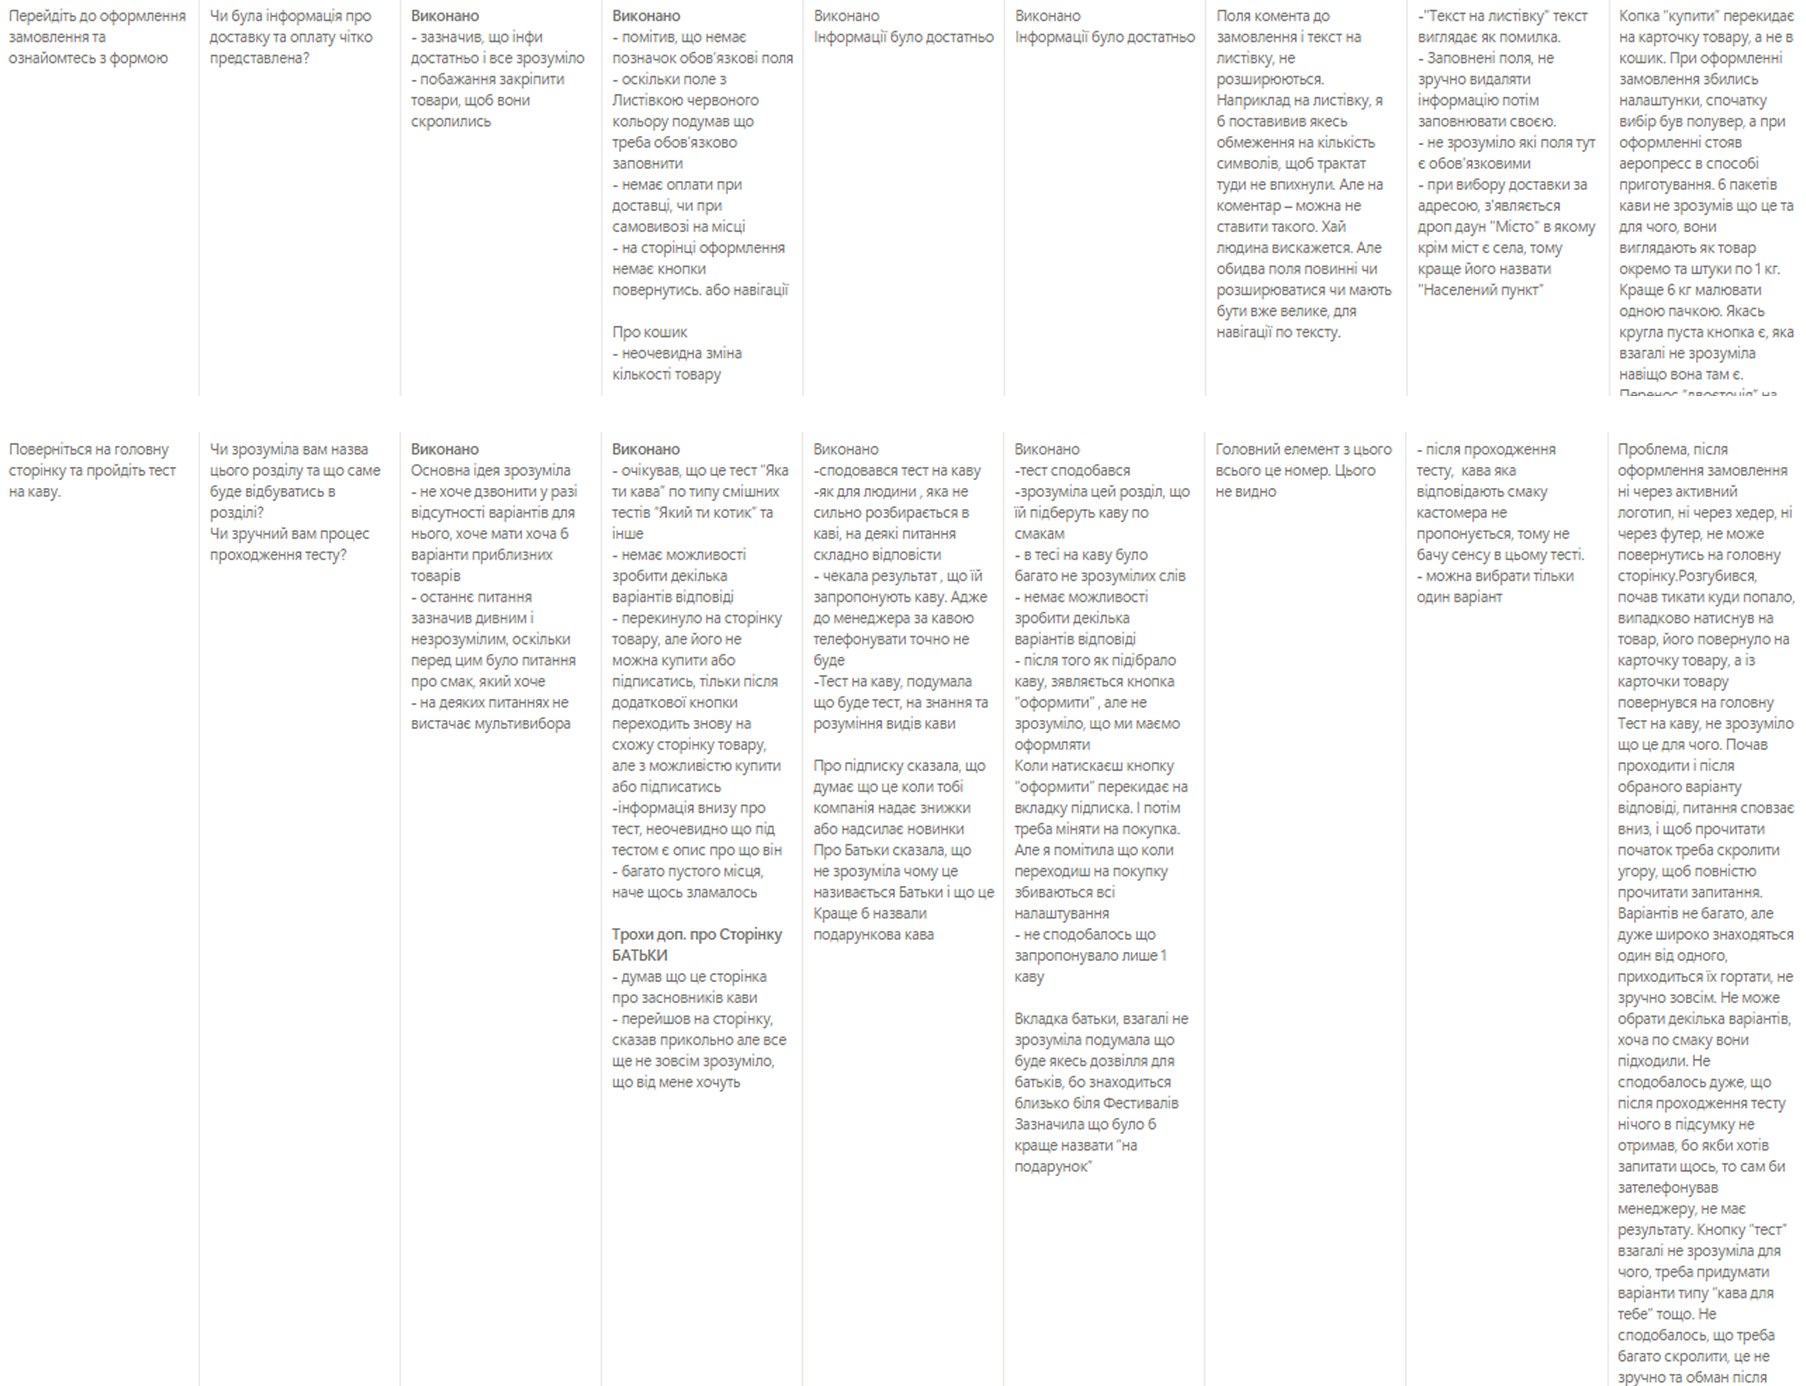 Перейдіть до оформлення
замовлення та
ознайомтесь з формою
Чи була інформація про
доставку та оплату чітко
представлена?
Виконано
- зазначив, що інфи
достатньо і все зрозуміло
- побажання закріпити
товари, щоб вони
скролились
Виконано
- помітив, що немає
позначок обов'язкові поля
- оскільки поле з
Листівкою червоного
кольору подумав що
треба обов'язково
заповнити
- немає оплати при
доставці, чи при
самовивозі на місці
- на сторінці оформлення
немає кнопки
повернутись. або навігації
Про кошик
- неочевидна зміна
кількості товару
Виконано
Інформації було достатньо
Виконано
Інформації було достатньо
Поля комента до
замовлення і текст на
листівку, не
розширюються.
Наприклад на листівку, я
б поставивив якесь
обмеження на кількість
символів, щоб трактат
туди не впихнули. Але на
коментар – можна не
ставити такого. Хай
людина вискажется. Але
обидва поля повинні чи
розширюватися чи мають
бути вже велике, для
навігації по тексту.
-"Текст на листівку" текст
виглядає як помилка.
- Заповнені поля, не
зручно видаляти
інформацію потім
заповнювати своєю.
- не зрозуміло які поля тут
є обов'язковими
- при вибору доставки за
адресою, з'являється
дроп даун "Місто" в якому
крім міст є села, тому
краще його назвати
"Населений пункт"
Копка "купити" перекидає
на карточку товару, а не в
кошик. При оформленні
замовлення збились
налаштунки, спочатку
вибір був полувер, а при
оформленні стояв
аеропресс в способі
приготування. 6 пакетів
кави не зрозумів що це та
для чого, вони
виглядають як товар
окремо та штуки по 1 кг.
Краще 6 кг малювати
одною пачкою. Якась
кругла пуста кнопка є, яка
взагалі не зрозуміла
навіщо вона там є.
Перенос "двоєточія" на
Поверніться на головну
сторінку та пройдіть тест
на каву.
Чи зрозуміла вам назва
цього розділу та що саме
буде відбуватись в
розділі?
Чи зручний вам процес
проходження тесту?
Виконано
Основна ідея зрозуміла
- не хоче дзвонити у разі
відсутності варіантів для
нього, хоче мати хоча б
варіанти приблизних
товарів
- останнє питання
зазначив дивним і
незрозумілим, оскільки
перед цим було питання
про смак, який хоче
- на деяких питаннях не
вистачає мультивибора
Виконано
- очікував, що це тест "Яка
ти кава" по типу смішних
тестів "Який ти котик" та
інше
- немає можливості
зробити декілька
варіантів відповіді
- перекинуло на сторінку
товару, але його не
можна купити або
підписатись, тільки після
додаткової кнопки
переходить знову на
схожу сторінку товару,
але з можливістю купити
або підписатись
-інформація внизу про
тест, неочевидно що під
тестом є опис про що він
- багато пустого місця,
наче щось зламалось
Трохи доп. про Сторінку
БАТЬКИ
- думав що це сторінка
про засновників кави
- перейшов на сторінку,
сказав прикольно але все
ще не зовсім зрозуміло,
що від мене хочуть
Виконано
-сподовався тест на каву
-як для людини , яка не
сильно розбирається в
каві, на деякі питання
складно відповісти
- чекала результат , що їй
запропонують каву. Адже
до менеджера за кавою
телефонувати точно не
буде
-Тест на каву, подумала
що буде тест, на знання та
розуміння видів кави
Про підписку сказала, що
думає що це коли тобі
компанія надає знижки
або надсилає новинки
Про Батьки сказала, що
не зрозуміла чому це
називається Батьки і що це
Краще б назвали
подарункова кава
Виконано
-тест сподобався
-зрозуміла цей розділ, що
їй підберуть каву по
смакам
- в тесі на каву було
багато не зрозумілих слів
- немає можливості
зробити декілька
варіантів відповіді
- після того як підібрало
каву, зявляється кнопка
"оформити" , але не
зрозуміло, що ми маємо
оформляти
Коли натискаєш кнопку
"оформити" перекидає на
вкладку підписка. І потім
треба міняти на покупка.
Але я помітила що коли
переходиш на покупку
збиваються всі
налаштування
- не сподобалось що
запропонувало лише 1
каву
Вкладка батьки, взагалі не
зрозуміла подумала що
буде якесь дозвілля для
батьків, бо знаходиться
близько біля Фестивалів
Зазначила що було б
краще назвати "на
подарунок"
Головний елемент з цього
всього це номер. Цього
не видно
- після проходження
тесту,  кава яка
відповідають смаку
кастомера не
пропонується, тому не
бачу сенсу в цьому тесті.
- можна вибрати тільки
один варіант
Проблема, після
оформлення замовлення
ні через активний
логотип, ні через хедер, ні
через футер, не може
повернутись на головну
сторінку.Розгубився,
почав тикати куди попало,
випадково натиснув на
товар, його повернуло на
карточку товару, а із
карточки товару
повернувся на головну
Тест на каву, не зрозуміло
що це для чого. Почав
проходити і після
обраного варіанту
відповіді, питання сповзає
вниз, і щоб прочитати
початок треба скролити
угору, щоб повністю
прочитати запитання.
Варіантів не багато, але
дуже широко знаходяться
один від одного,
приходиться їх гортати, не
зручно зовсім. Не може
обрати декілька варіантів,
хоча по смаку вони
підходили. Не
сподобалось дуже, що
після проходження тесту
нічого в підсумку не
отримав, бо якби хотів
запитати щось, то сам би
зателефонував
менеджеру, не має
результату. Кнопку "тест"
взагалі не зрозуміла для
чого, треба придумати
варіанти типу "кава для
тебе" тощо. Не
сподобалось, що треба
багато скролити, це не
зручно та обман після